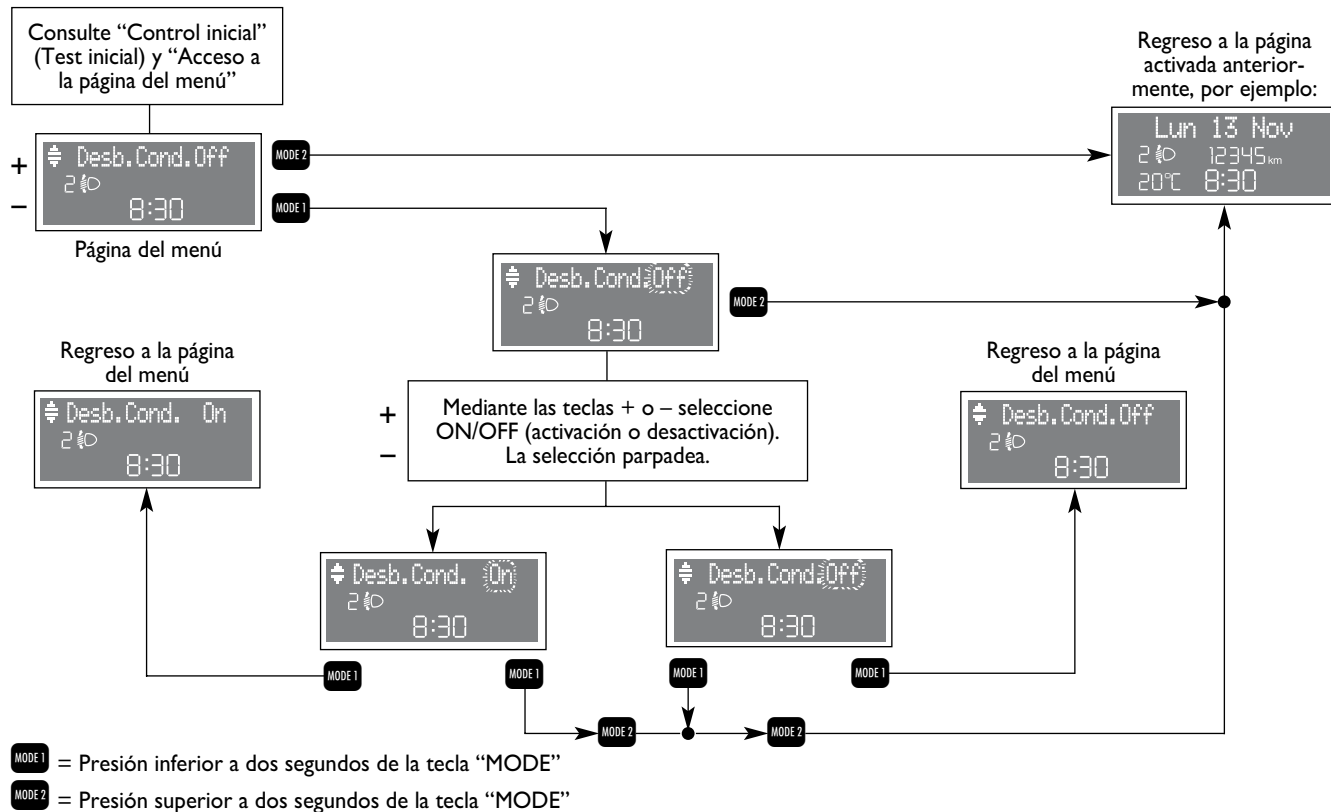 Consulte “Control inicial”
(Test inicial) y “Acceso a
la página del menú”
Regreso a la página
activada anterior-
mente, por ejemplo:
+
–
Desb.Cond.Off
2
8:30
MODE 2
MODE 1
Lun 13 Nov
2 12345 km
20°C 8:30
Página del menú
Desb.Cond.Off
2
8:30
MODE 2
Regreso a la página
del menú
Desb.Cond. On
2
8:30
+
–
Mediante las teclas + o – seleccione
ON/OFF (activación o desactivación).
La selección parpadea.
Regreso a la página
del menú
Desb.Cond.Off
2
8:30
Desb.Cond. On
2
8:30
Desb.Cond.Off
2
8:30
MODE 1
MODE 1
MODE 1
MODE 1
MODE 2
MODE 2
MODE 1 = Presión inferior a dos segundos de la tecla “MODE”
MODE 2 = Presión superior a dos segundos de la tecla “MODE”